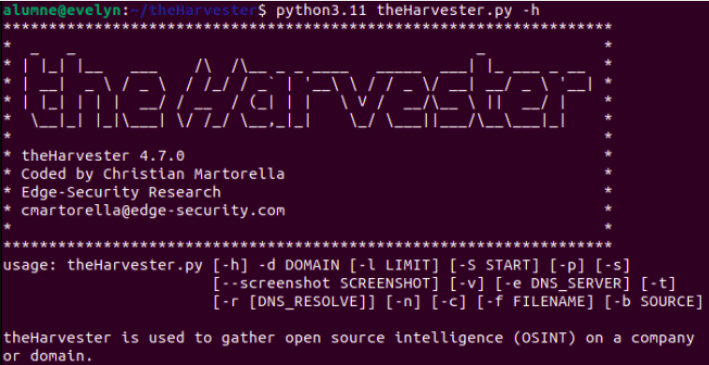 alumne@evelyn:~/theHarvester$ python3.11 theHarvester.py -h
*******************************************************************
theHarvester
* theHarvester 4.7.0 *
* Coded by Christian Martorella *
* Edge-Security Research *
* cmartorella@edge-security.com *
* *
*******************************************************************
usage: theHarvester.py [-h] -d DOMAIN [-l LIMIT] [-S START] [-p] [-s]
[--screenshot SCREENSHOT] [-v] [-e DNS_SERVER] [-t]
[-r [DNS_RESOLVE]] [-n] [-c] [-f FILENAME] [-b SOURCE]
theHarvester is used to gather open source intelligence (OSINT) on a company
or domain.